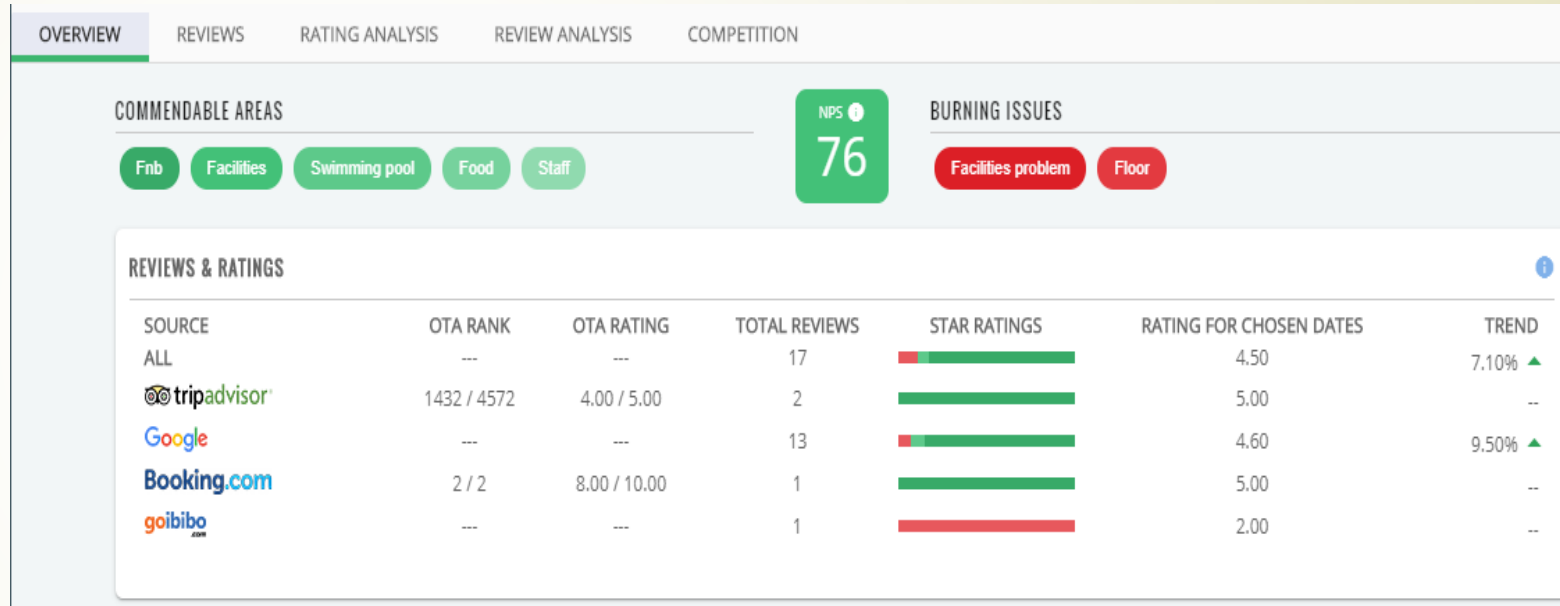 OVERVIEW REVIEWS RATING ANALYSIS REVIEW ANALYSIS COMPETITION
COMMENDABLE AREAS
Fnb Facilities Swimming pool Food Staff
NPS i
76
BURNING ISSUES
Facilities problem Floor
REVIEWS & RATINGS i
SOURCE OTA RANK OTA RATING TOTAL REVIEWS STAR RATINGS RATING FOR CHOSEN DATES TREND
ALL --- --- 17 4.50 7.10%
tripadvisor 1432 / 4572 4.00 / 5.00 2 5.00 --
Google --- --- 13 4.60 9.50%
Booking.com 2 / 2 8.00 / 10.00 1 5.00 --
goibibo.com --- --- 1 2.00 --